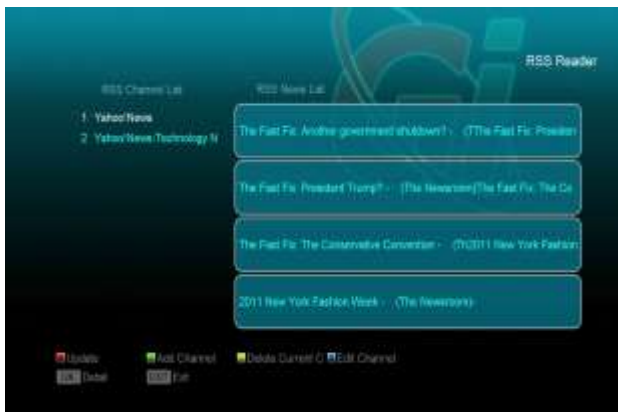 RSS Reader
RSS Channel List
RSS News List
1 Yahoo!News
2 Yahoo!News:Technology N
The Fast Fix: Another government shutdown? - (TThe Fast Fix: Presiden
The Fast Fix: President Trump? - (The Newsroom)The Fast Fix: The Co
The Fast Fix: The Conservative Convention - (Th2011 New York Fashion
2011 New York Fashion Week - (The Newsroom)
Update Add Channel Delete Current C Edit Channel
OK Detail EXIT Exit